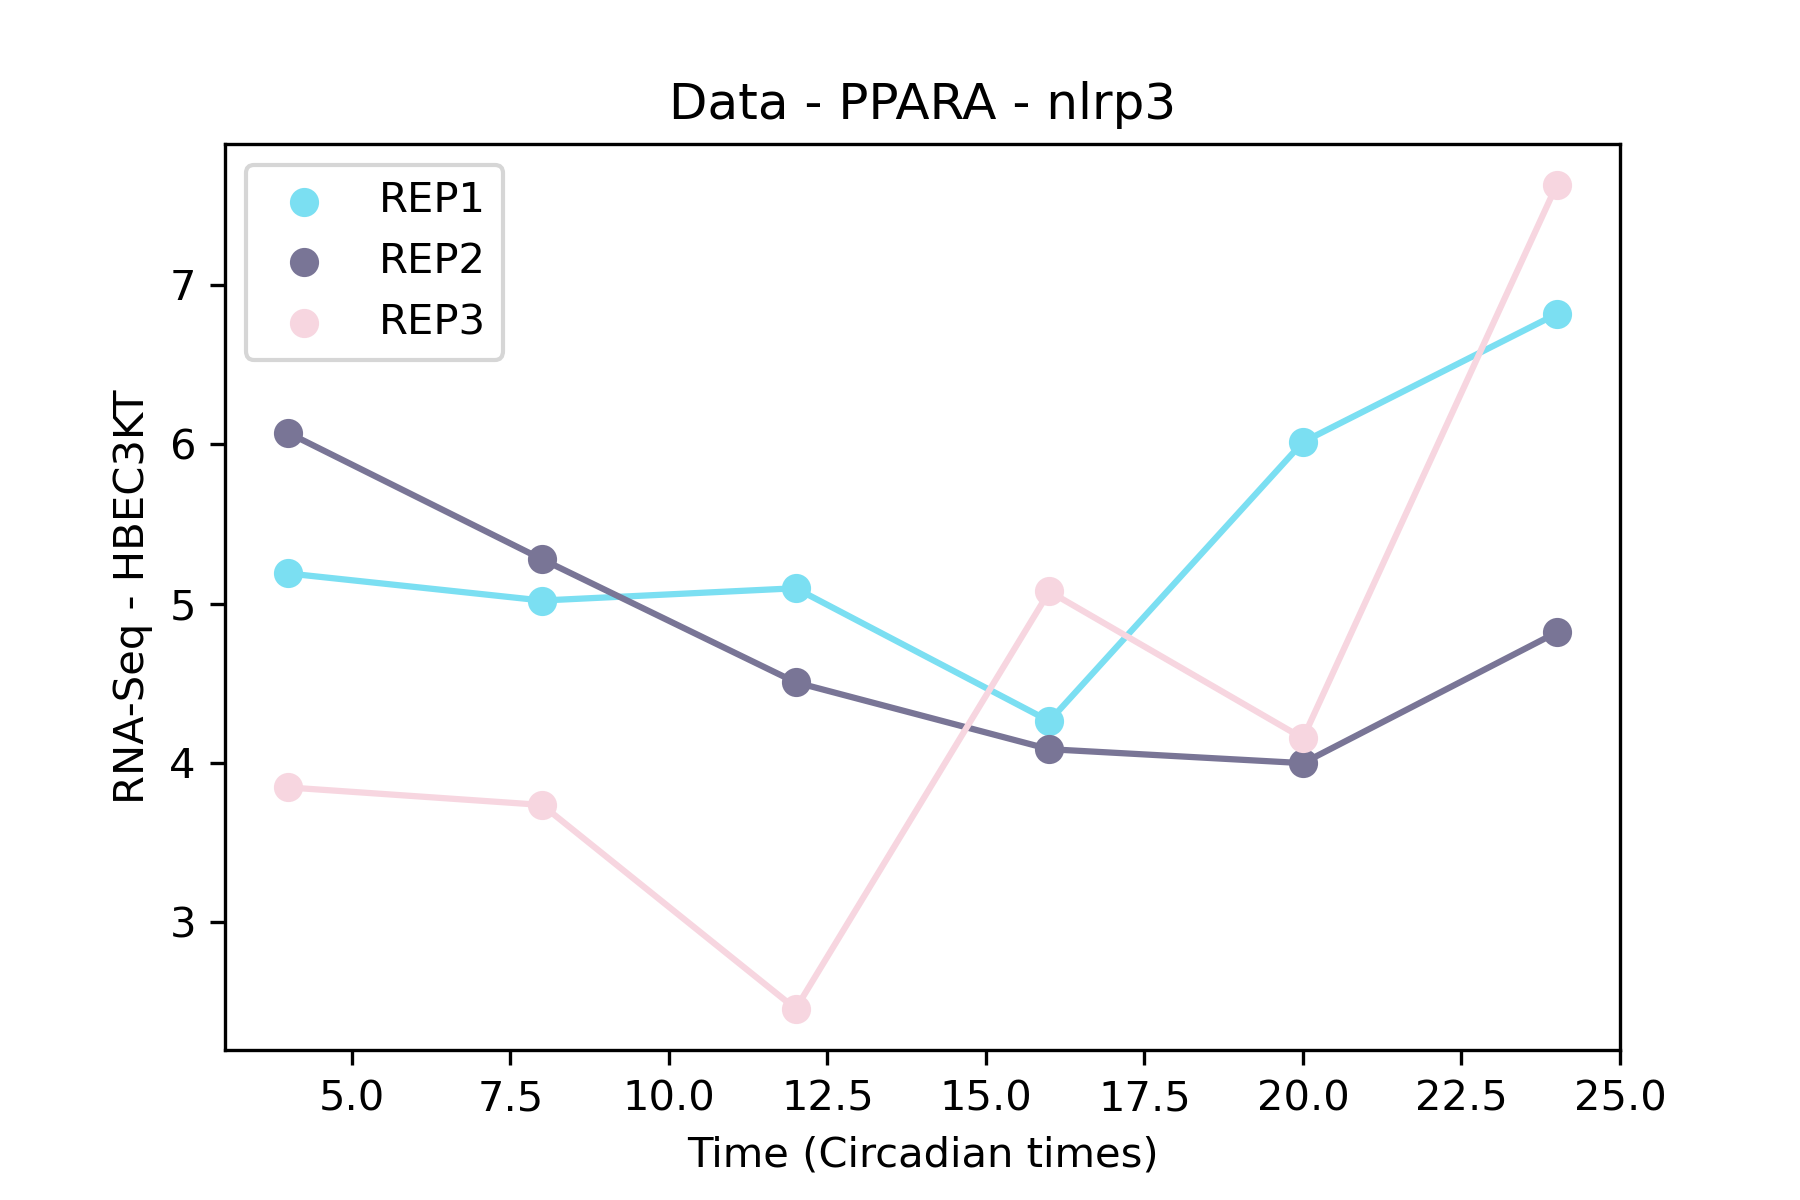 Data - PPARA - nlrp3
REP1
REP2
REP3
RNA-Seq - HBEC3KT
7
6
5
4
3
5.0 7.5 10.0 12.5 15.0 17.5 20.0 22.5 25.0
Time (Circadian times)